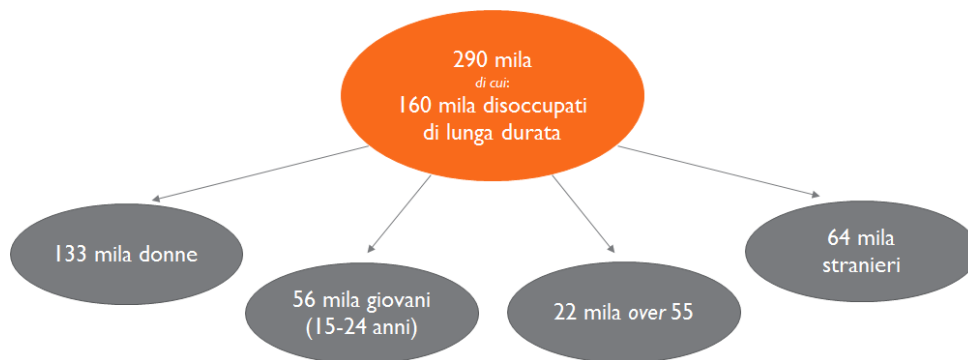 290 mila
di cui:
160 mila disoccupati
di lunga durata
133 mila donne
56 mila giovani
(15-24 anni)
22 mila over 55
64 mila
stranieri